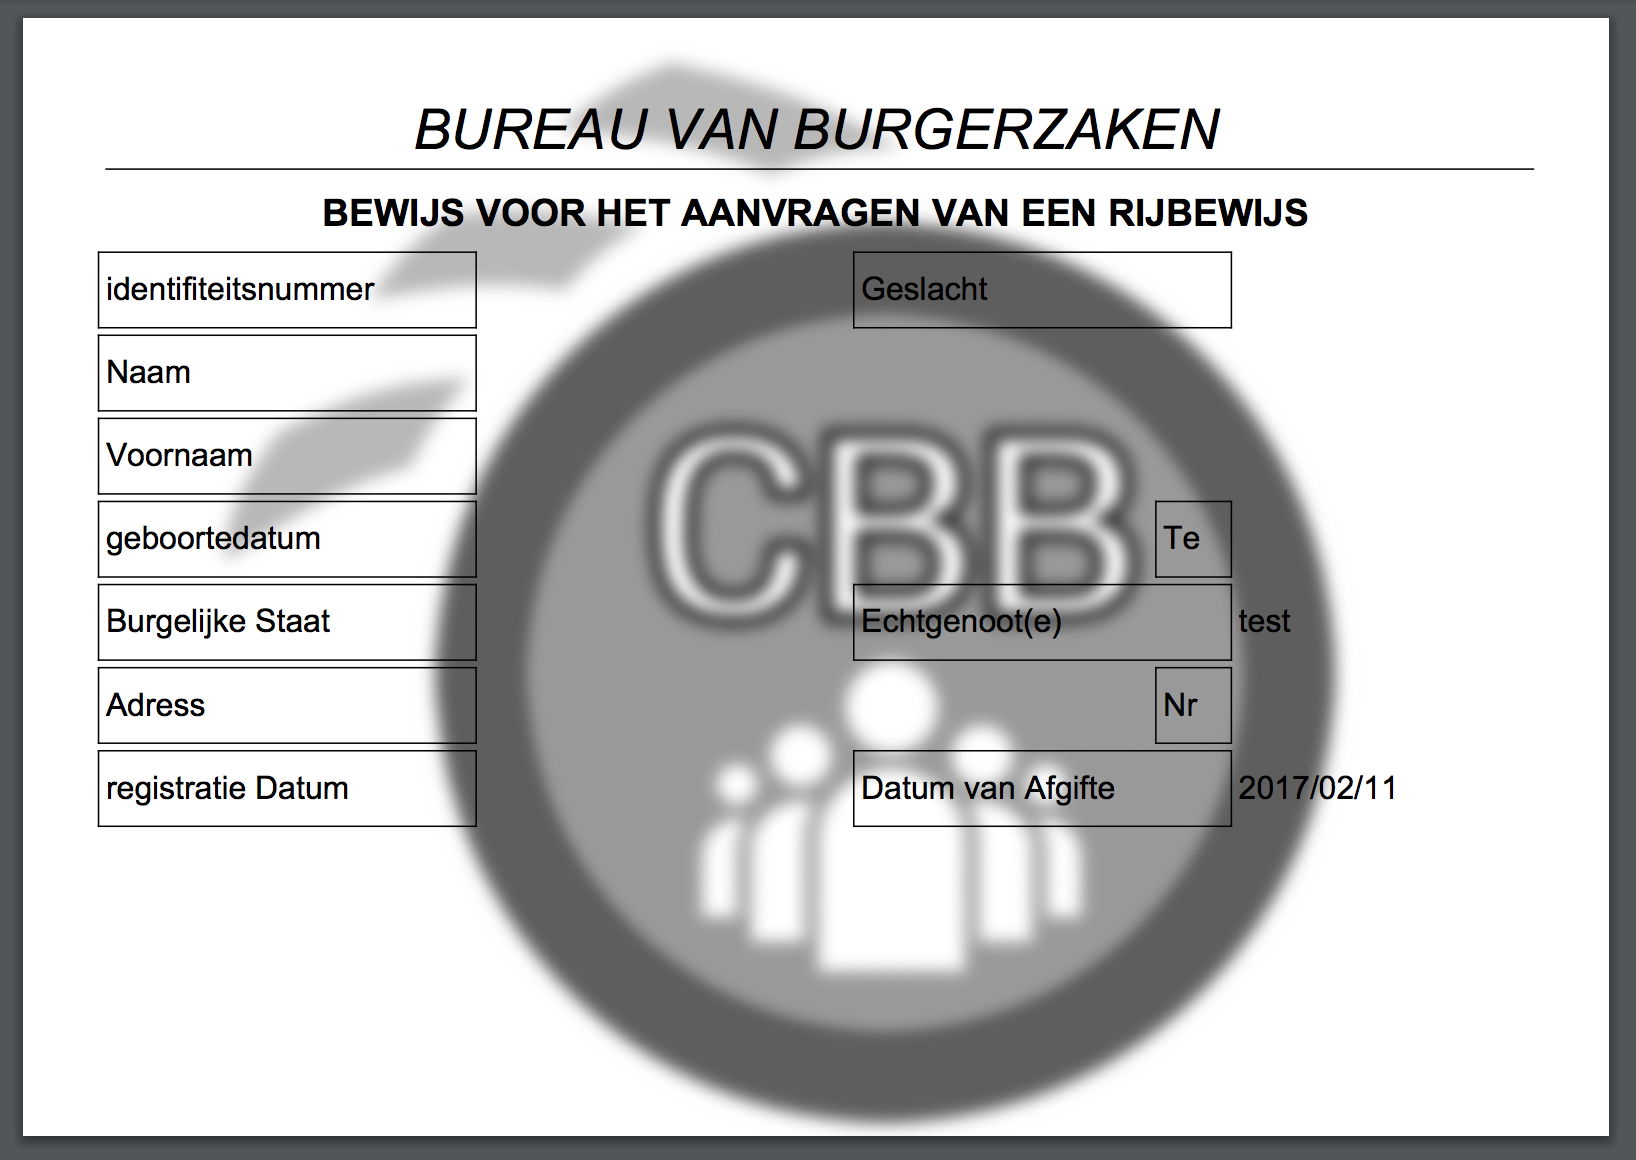 BUREAU VAN BURGERZAKEN
BEWIJS VOOR HET AANVRAGEN VAN EEN RIJBEWIJS
identifiteitsnummer Geslacht
Naam
Voornaam
CBB
geboortedatum Te
Burgelijke Staat Echtgenoot(e) test
Adress Nr
registratie Datum Datum van Afgifte 2017/02/11